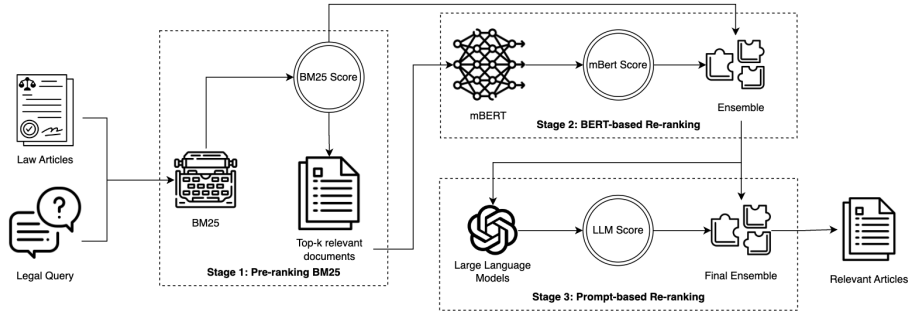 Law Articles
Legal Query
BM25
BM25 Score
Top-k relevant
documents
Stage 1: Pre-ranking BM25
mBERT
mBert Score
Ensemble
Stage 2: BERT-based Re-ranking
Large Language
Models
LLM Score
Final Ensemble
Stage 3: Prompt-based Re-ranking
Relevant Articles